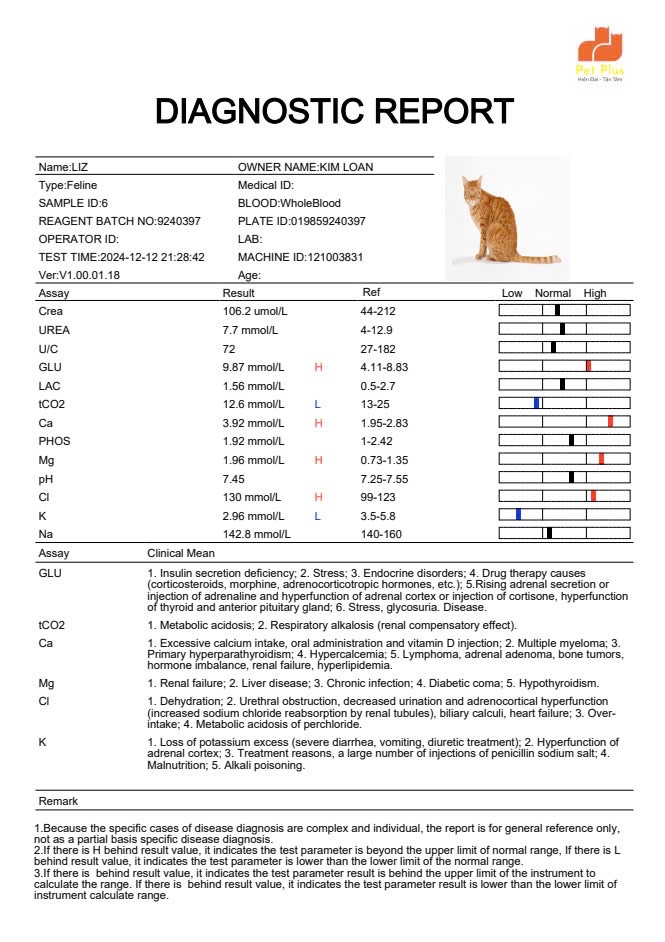 Pet Plus
Hiện Đại - Tận Tâm
DIAGNOSTIC REPORT
Name:LIZ OWNER NAME:KIM LOAN
Type:Feline Medical ID:
SAMPLE ID:6 BLOOD:WholeBlood
REAGENT BATCH NO:9240397 PLATE ID:019859240397
OPERATOR ID: LAB:
TEST TIME:2024-12-12 21:28:42 MACHINE ID:121003831
Ver:V1.00.01.18 Age:
Assay Result Ref Low Normal High
Crea 106.2 umol/L 44-212
UREA 7.7 mmol/L 4-12.9
U/C 72 27-182
GLU 9.87 mmol/L H 4.11-8.83
LAC 1.56 mmol/L 0.5-2.7
tCO2 12.6 mmol/L L 13-25
Ca 3.92 mmol/L H 1.95-2.83
PHOS 1.92 mmol/L 1-2.42
Mg 1.96 mmol/L H 0.73-1.35
pH 7.45 7.25-7.55
Cl 130 mmol/L H 99-123
K 2.96 mmol/L L 3.5-5.8
Na 142.8 mmol/L 140-160
Assay Clinical Mean
GLU 1. Insulin secretion deficiency; 2. Stress; 3. Endocrine disorders; 4. Drug therapy causes
(corticosteroids, morphine, adrenocorticotropic hormones, etc.); 5.Rising adrenal secretion or
injection of adrenaline and hyperfunction of adrenal cortex or injection of cortisone, hyperfunction
of thyroid and anterior pituitary gland; 6. Stress, glycosuria. Disease.
tCO2 1. Metabolic acidosis; 2. Respiratory alkalosis (renal compensatory effect).
Ca 1. Excessive calcium intake, oral administration and vitamin D injection; 2. Multiple myeloma; 3.
Primary hyperparathyroidism; 4. Hypercalcemia; 5. Lymphoma, adrenal adenoma, bone tumors,
hormone imbalance, renal failure, hyperlipidemia.
Mg 1. Renal failure; 2. Liver disease; 3. Chronic infection; 4. Diabetic coma; 5. Hypothyroidism.
Cl 1. Dehydration; 2. Urethral obstruction, decreased urination and adrenocortical hyperfunction
(increased sodium chloride reabsorption by renal tubules), biliary calculi, heart failure; 3. Over-
intake; 4. Metabolic acidosis of perchloride.
K 1. Loss of potassium excess (severe diarrhea, vomiting, diuretic treatment); 2. Hyperfunction of
adrenal cortex; 3. Treatment reasons, a large number of injections of penicillin sodium salt; 4.
Malnutrition; 5. Alkali poisoning.
Remark
1.Because the specific cases of disease diagnosis are complex and individual, the report is for general reference only,
not as a partial basis specific disease diagnosis.
2.If there is H behind result value, it indicates the test parameter is beyond the upper limit of normal range, If there is L
behind result value, it indicates the test parameter is lower than the lower limit of the normal range.
3.If there is  behind result value, it indicates the test parameter result is behind the upper limit of the instrument to
calculate the range. If there is  behind result value, it indicates the test parameter result is lower than the lower limit of
instrument calculate range.